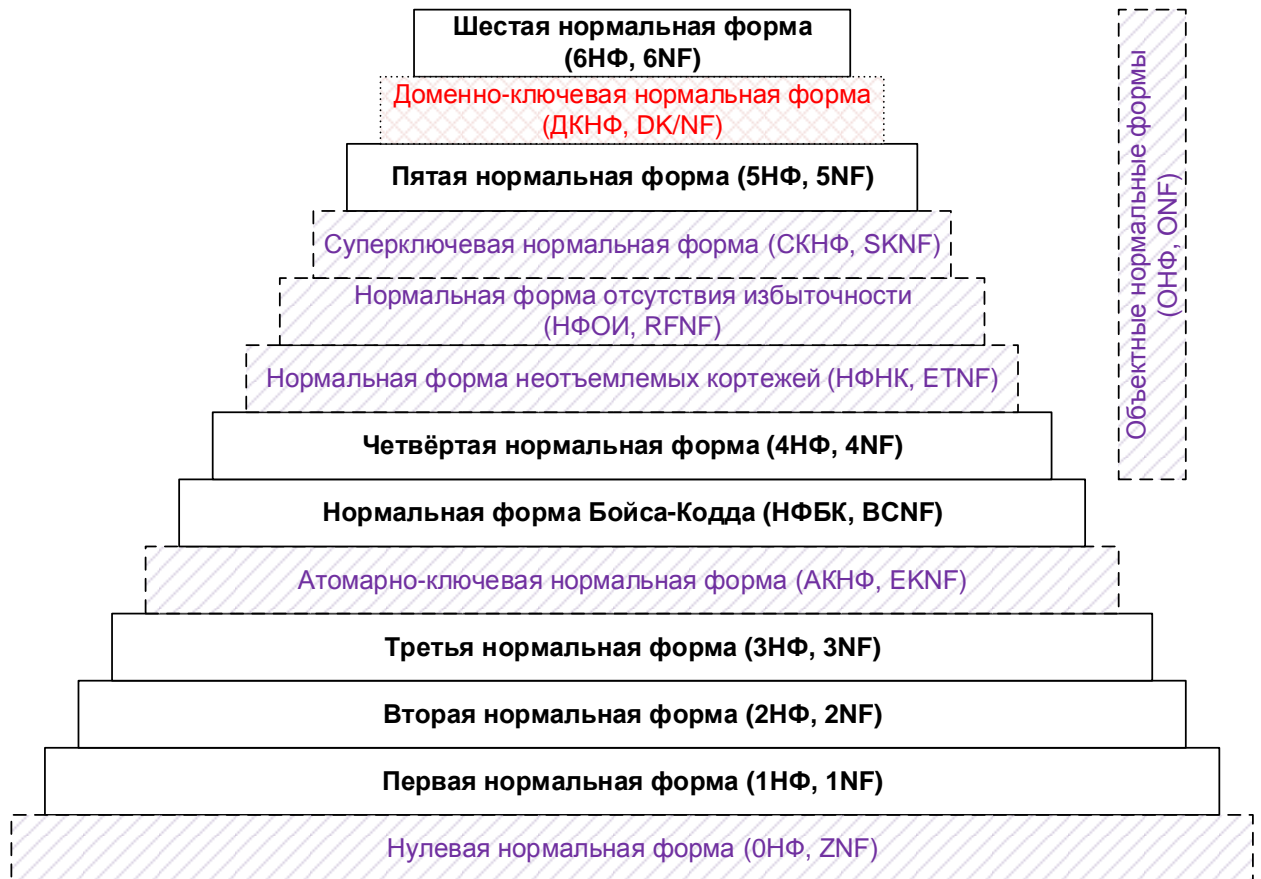 Шестая нормальная форма
(6НФ, 6NF)
Доменно-ключевая нормальная форма
(ДКНФ, DK/NF)
Пятая нормальная форма (5НФ, 5NF)
Суперключевая нормальная форма (СКНФ, SKNF)
Нормальная форма отсутствия избыточности
(НФОИ, RFNF)
Нормальная форма неотъемлемых кортежей (НФНК, ETNF)
Четвёртая нормальная форма (4НФ, 4NF)
Нормальная форма Бойса-Кодда (НФБК, BCNF)
Атомарно-ключевая нормальная форма (АКНФ, EKNF)
Третья нормальная форма (3НФ, 3NF)
Вторая нормальная форма (2НФ, 2NF)
Первая нормальная форма (1НФ, 1NF)
Нулевая нормальная форма (0НФ, ZNF)
Объектные нормальные формы
(ОНФ, ONF)